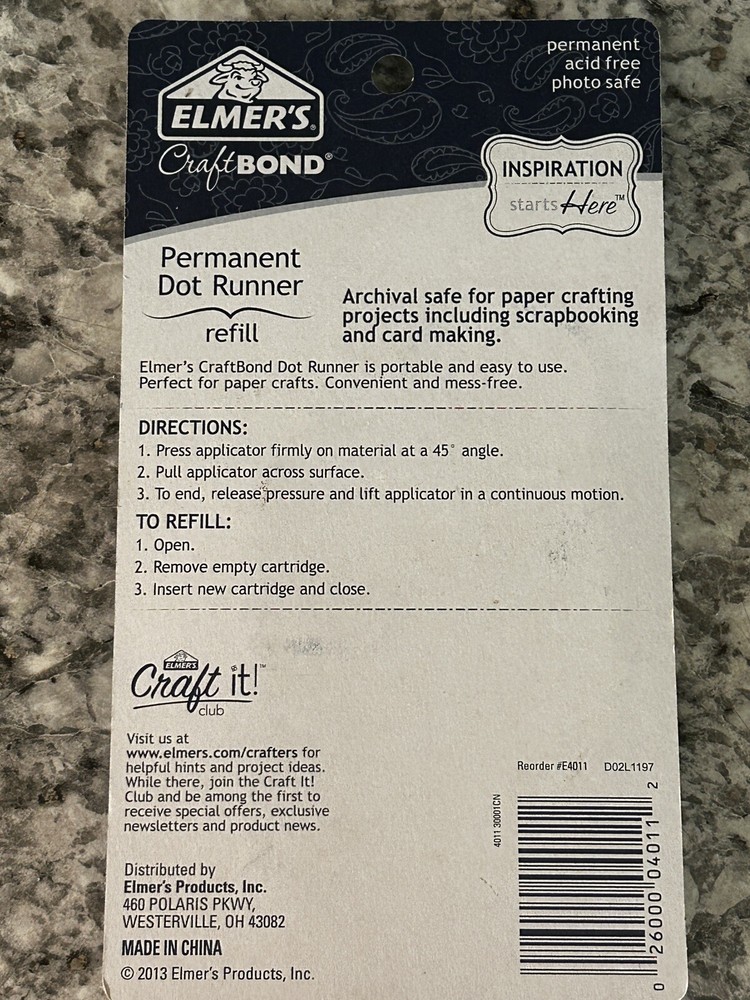 permanent
acid free
photo safe
ELMER'S®
CraftBOND®
INSPIRATION
starts Here™
Permanent
Dot Runner
refill
Archival safe for paper crafting
projects including scrapbooking
and card making.
Elmer's CraftBond Dot Runner is portable and easy to use.
Perfect for paper crafts. Convenient and mess-free.
DIRECTIONS:
1. Press applicator firmly on material at a 45° angle.
2. Pull applicator across surface.
3. To end, release pressure and lift applicator in a continuous motion.
TO REFILL:
1. Open.
2. Remove empty cartridge.
3. Insert new cartridge and close.
ELMER'S
Craft it!™
club
Visit us at
www.elmers.com/crafters for
helpful hints and project ideas.
While there, join the Craft It!
Club and be among the first to
receive special offers, exclusive
newsletters and product news.
Distributed by
Elmer's Products, Inc.
460 POLARIS PKWY,
WESTERVILLE, OH 43082
MADE IN CHINA
© 2013 Elmer's Products, Inc.
Reorder #E4011 D02L1197
4011 30001CN
0 26000 04011 2